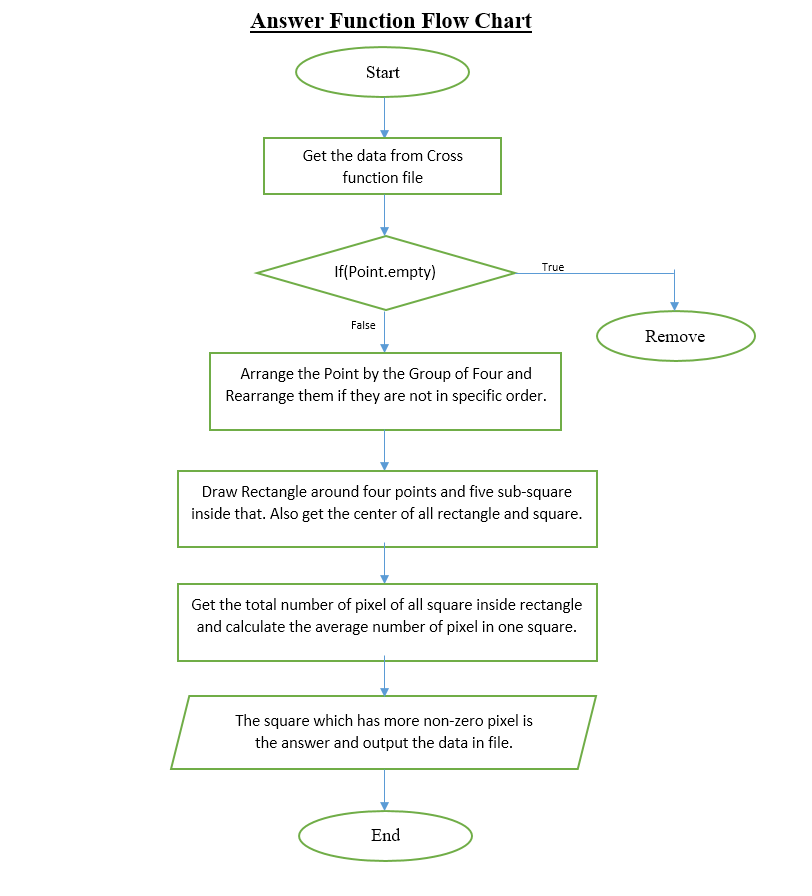 Answer Function Flow Chart
Start
Get the data from Cross
function file
If(Point.empty)
True
Remove
False
Arrange the Point by the Group of Four and
Rearrange them if they are not in specific order.
Draw Rectangle around four points and five sub-square
inside that. Also get the center of all rectangle and square.
Get the total number of pixel of all square inside rectangle
and calculate the average number of pixel in one square.
The square which has more non-zero pixel is
the answer and output the data in file.
End